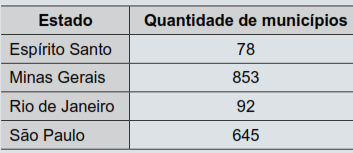 Estado Quantidade de municípios
Espírito Santo 78
Minas Gerais 853
Rio de Janeiro 92
São Paulo 645